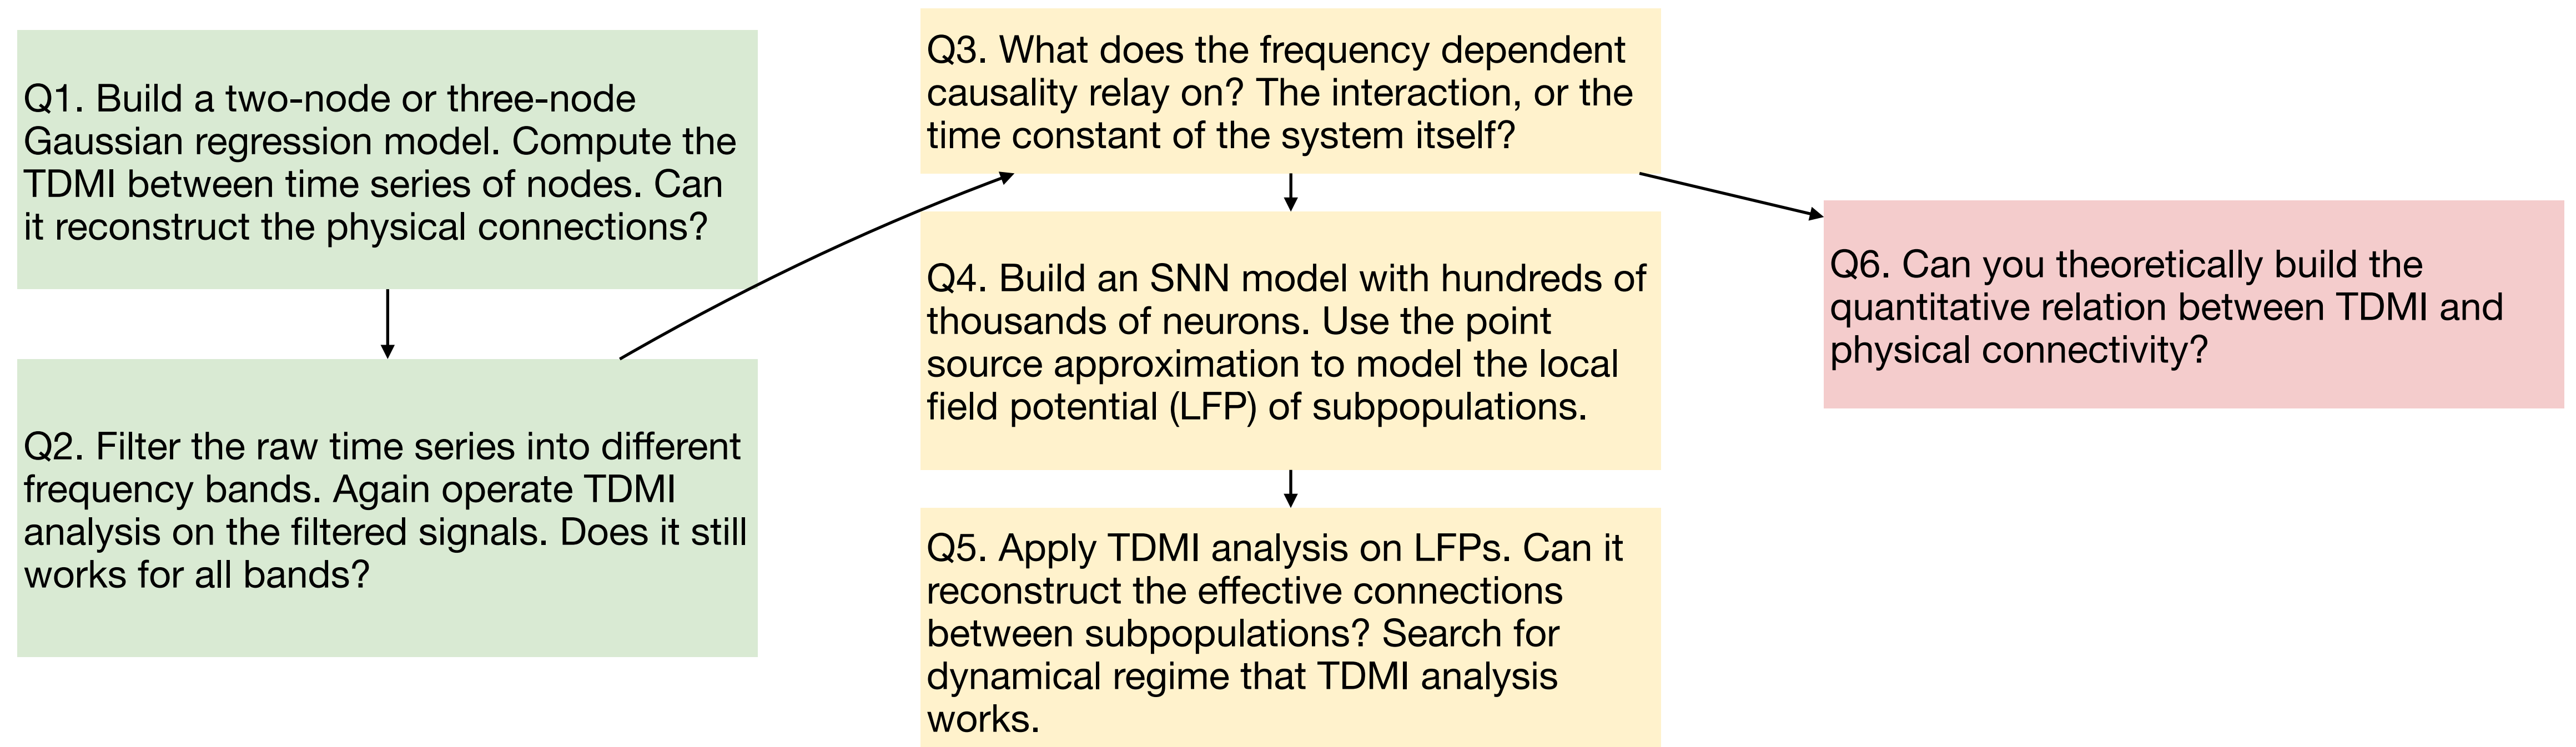 Q1. Build a two-node or three-node
Gaussian regression model. Compute the
TDMI between time series of nodes. Can
it reconstruct the physical connections?
Q2. Filter the raw time series into different
frequency bands. Again operate TDMI
analysis on the filtered signals. Does it still
works for all bands?
Q3. What does the frequency dependent
causality relay on? The interaction, or the
time constant of the system itself?
Q4. Build an SNN model with hundreds of
thousands of neurons. Use the point
source approximation to model the local
field potential (LFP) of subpopulations.
Q5. Apply TDMI analysis on LFPs. Can it
reconstruct the effective connections
between subpopulations? Search for
dynamical regime that TDMI analysis
works.
Q6. Can you theoretically build the
quantitative relation between TDMI and
physical connectivity?